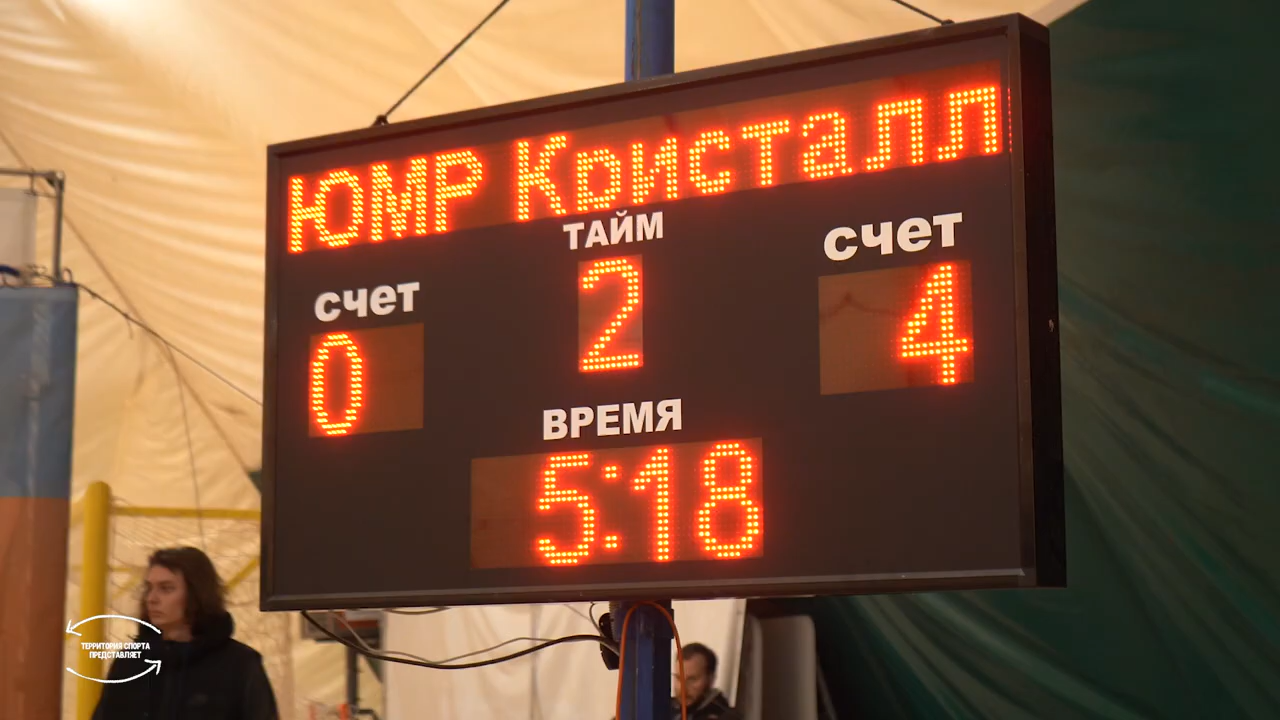 ЮМР Кристалл
ТАЙМ
счет
счет
2
0
4
ВРЕМЯ
5:18
ТЕРРИТОРИЯ СПОРТА
ПРЕДСТАВЛЯЕТ